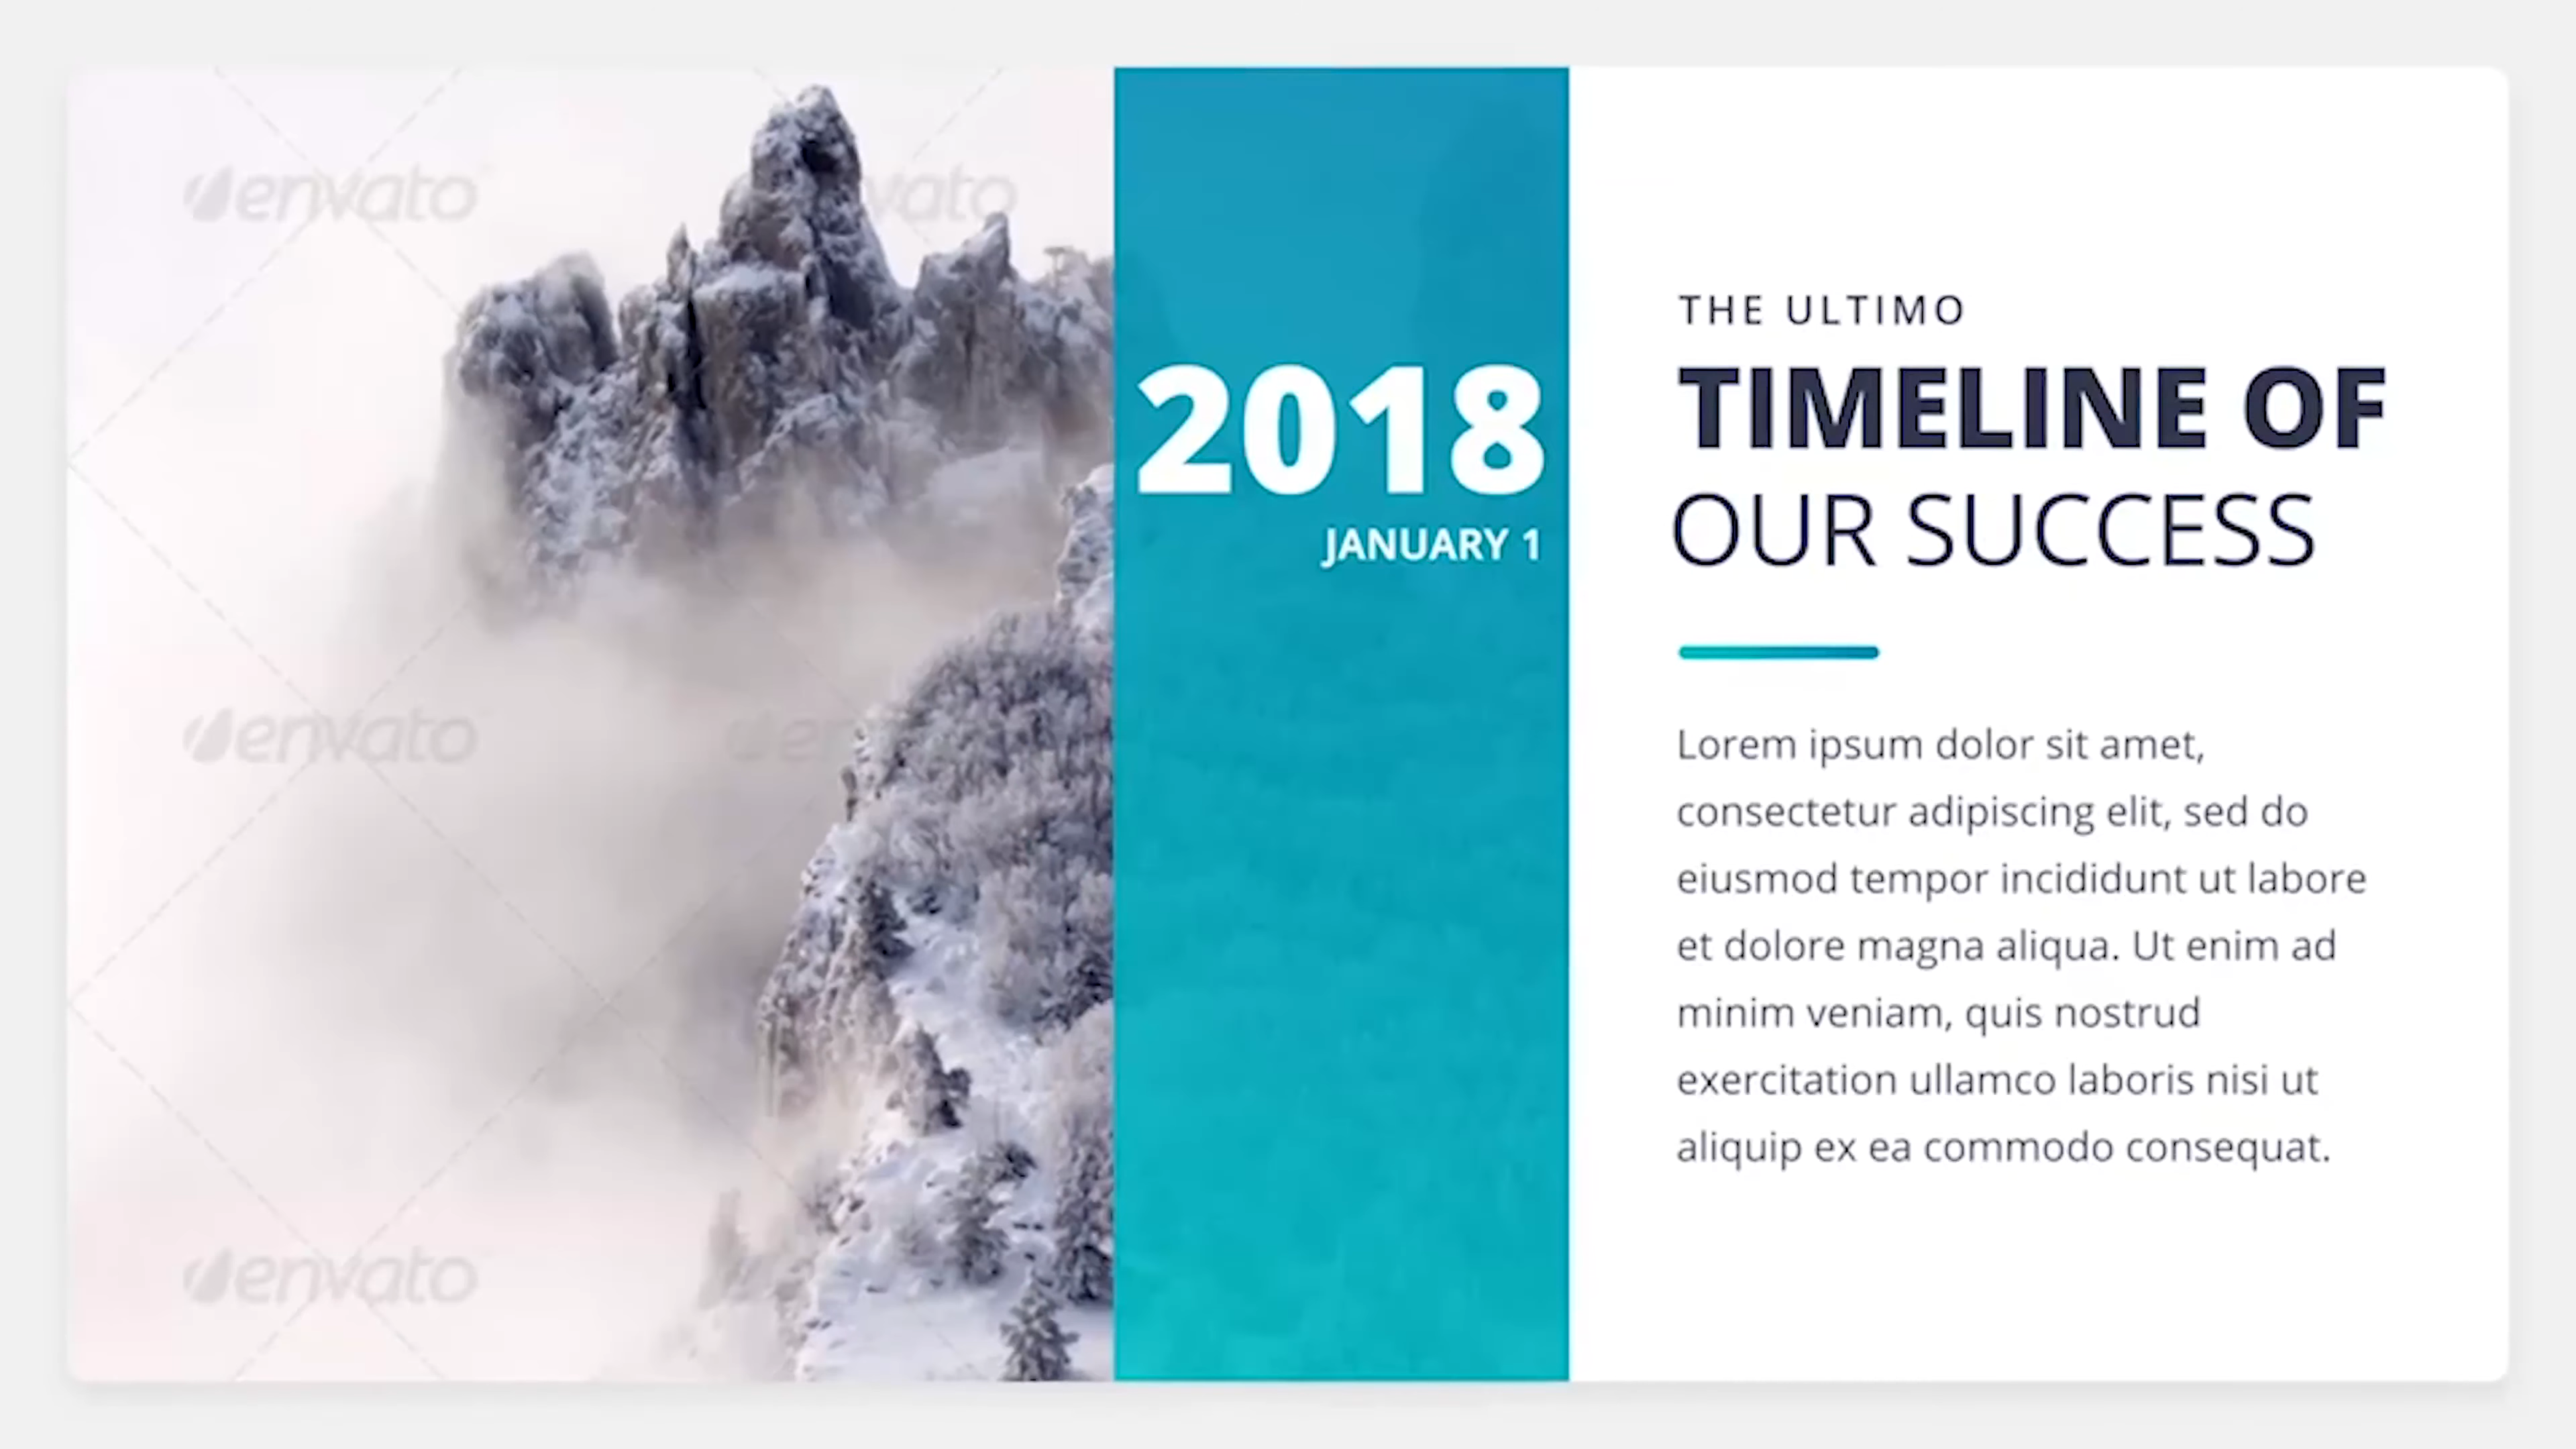 envato
vato
2018
JANUARY 1
envato
en
envato
THE ULTIMO
TIMELINE OF
OUR SUCCESS
Lorem ipsum dolor sit amet,
consectetur adipiscing elit, sed do
eiusmod tempor incididunt ut labore
et dolore magna aliqua. Ut enim ad
minim veniam, quis nostrud
exercitation ullamco laboris nisi ut
aliquip ex ea commodo consequat.